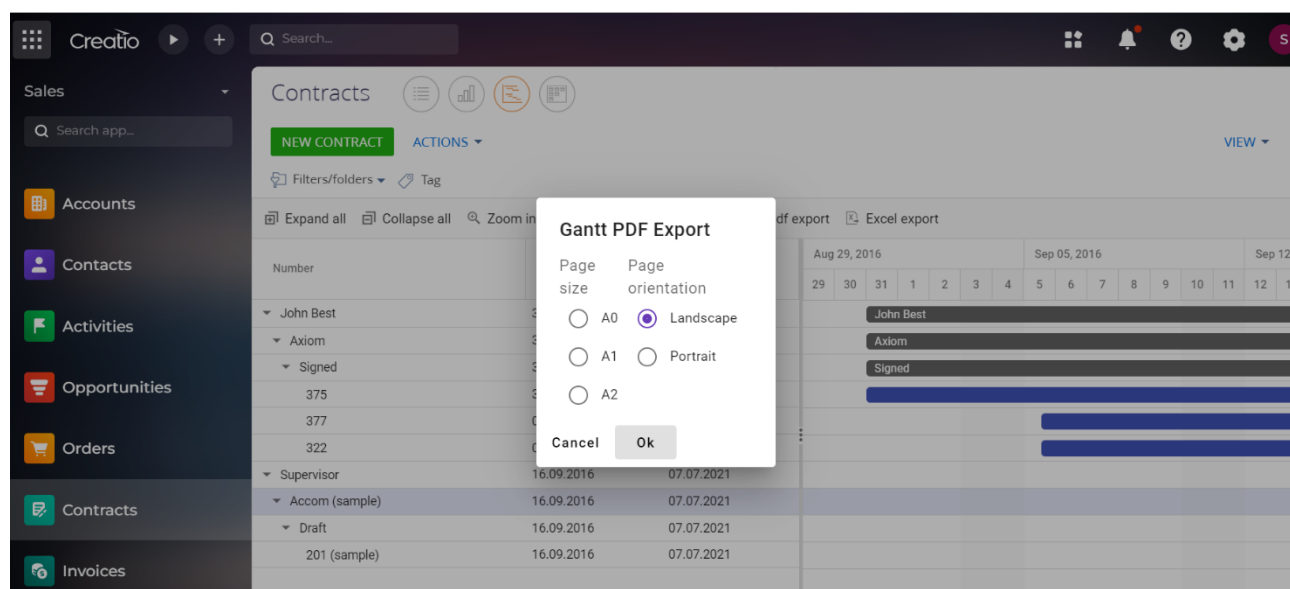 Creatio
Search...
S
Sales
Search app...
Accounts
Contacts
Activities
Opportunities
Orders
Contracts
Invoices
Contracts
NEW CONTRACT ACTIONS VIEW
Filters/folders Tag
Expand all Collapse all Zoom in df export Excel export
Number
Aug 29, 2016 Sep 05, 2016 Sep 12
29 30 31 1 2 3 4 5 6 7 8 9 10 11 12
John Best John Best
Axiom Axiom
Signed Signed
375
377
322
Supervisor 16.09.2016 07.07.2021
Accom (sample) 16.09.2016 07.07.2021
Draft 16.09.2016 07.07.2021
201 (sample) 16.09.2016 07.07.2021
Gantt PDF Export
Page size
Page orientation
A0 Landscape
A1 Portrait
A2
Cancel Ok